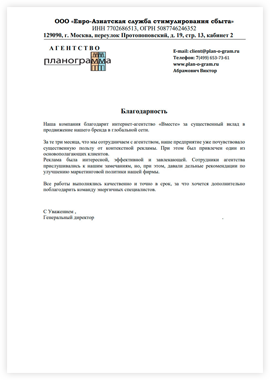 ООО «Евро-Азиатская служба стимулирования сбыта»
ИНН 7702686513, ОГРН 5087746246352
129090, г. Москва, переулок Протопоповский, д. 19, стр. 13, кабинет 2
АГЕНТСТВО
планограмма
E-mail: client@plan-o-gram.ru
Телефон: 7(499) 653-73-61
www.plan-o-gram.ru
Абрамович Виктор
Благодарность
Наша компания благодарит интернет-агентство «Вместе» за существенный вклад в
продвижение нашего бренда в глобальной сети.
За те три месяца, что мы сотрудничаем с агентством, наше предприятие уже почувствовало
существенную пользу от контекстной рекламы. При этом был привлечен один из
основополагающих клиентов.
Реклама была интересной, эффективной и завлекающей. Сотрудники агентства
прислушивались к нашим замечаниям, но, при этом, давали дельные рекомендации по
улучшению маркетинговой политики нашей фирмы.
Все работы выполнялись качественно и точно в срок, за что хочется дополнительно
поблагодарить команду энергичных специалистов.
С Уважением ,
Генеральный директор